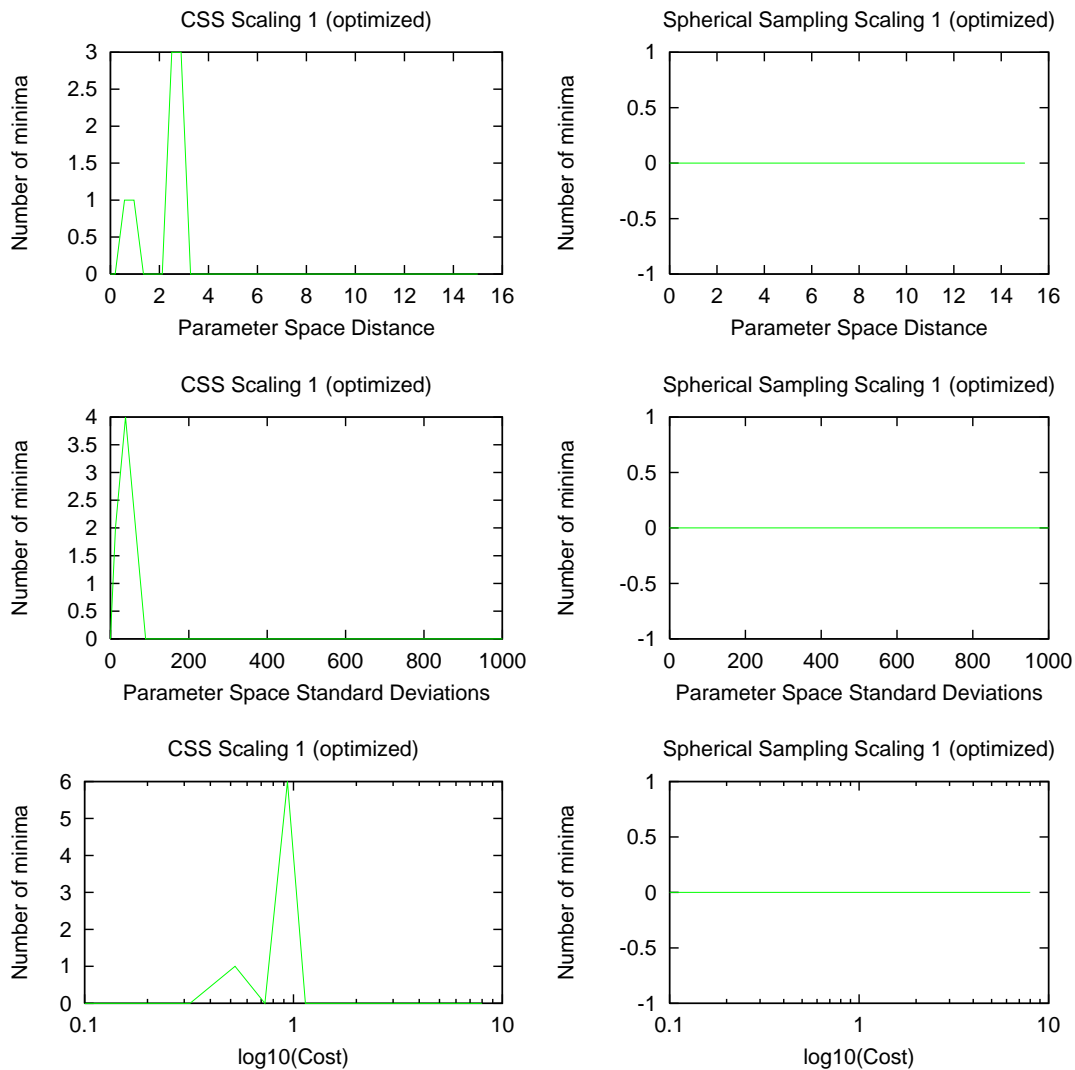 CSS Scaling 1 (optimized)
Number of minima
3
2.5
2
1.5
1
0.5
0
0 2 4 6 8 10 12 14 16
Parameter Space Distance
Spherical Sampling Scaling 1 (optimized)
Number of minima
1
0.5
0
-0.5
-1
0 2 4 6 8 10 12 14 16
Parameter Space Distance
CSS Scaling 1 (optimized)
Number of minima
4
3.5
3
2.5
2
1.5
1
0.5
0
0 200 400 600 800 1000
Parameter Space Standard Deviations
Spherical Sampling Scaling 1 (optimized)
Number of minima
1
0.5
0
-0.5
-1
0 200 400 600 800 1000
Parameter Space Standard Deviations
CSS Scaling 1 (optimized)
Number of minima
6
5
4
3
2
1
0
0.1 1 10
log10(Cost)
Spherical Sampling Scaling 1 (optimized)
Number of minima
1
0.5
0
-0.5
-1
0.1 1 10
log10(Cost)